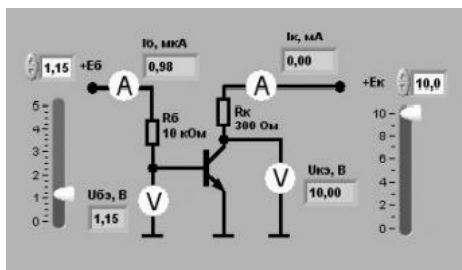 Iб, мкА
Iк, мА
1,15
+Eб
A
0,98
0,00
A
+Eк
10,0
5-
4-
3-
2-
1-
0-
Rб
10 кОм
Rк
300 Ом
10-
8-
6-
4-
2-
0-
Uбэ, В
1,15
V
V
Uкэ, В
10,00